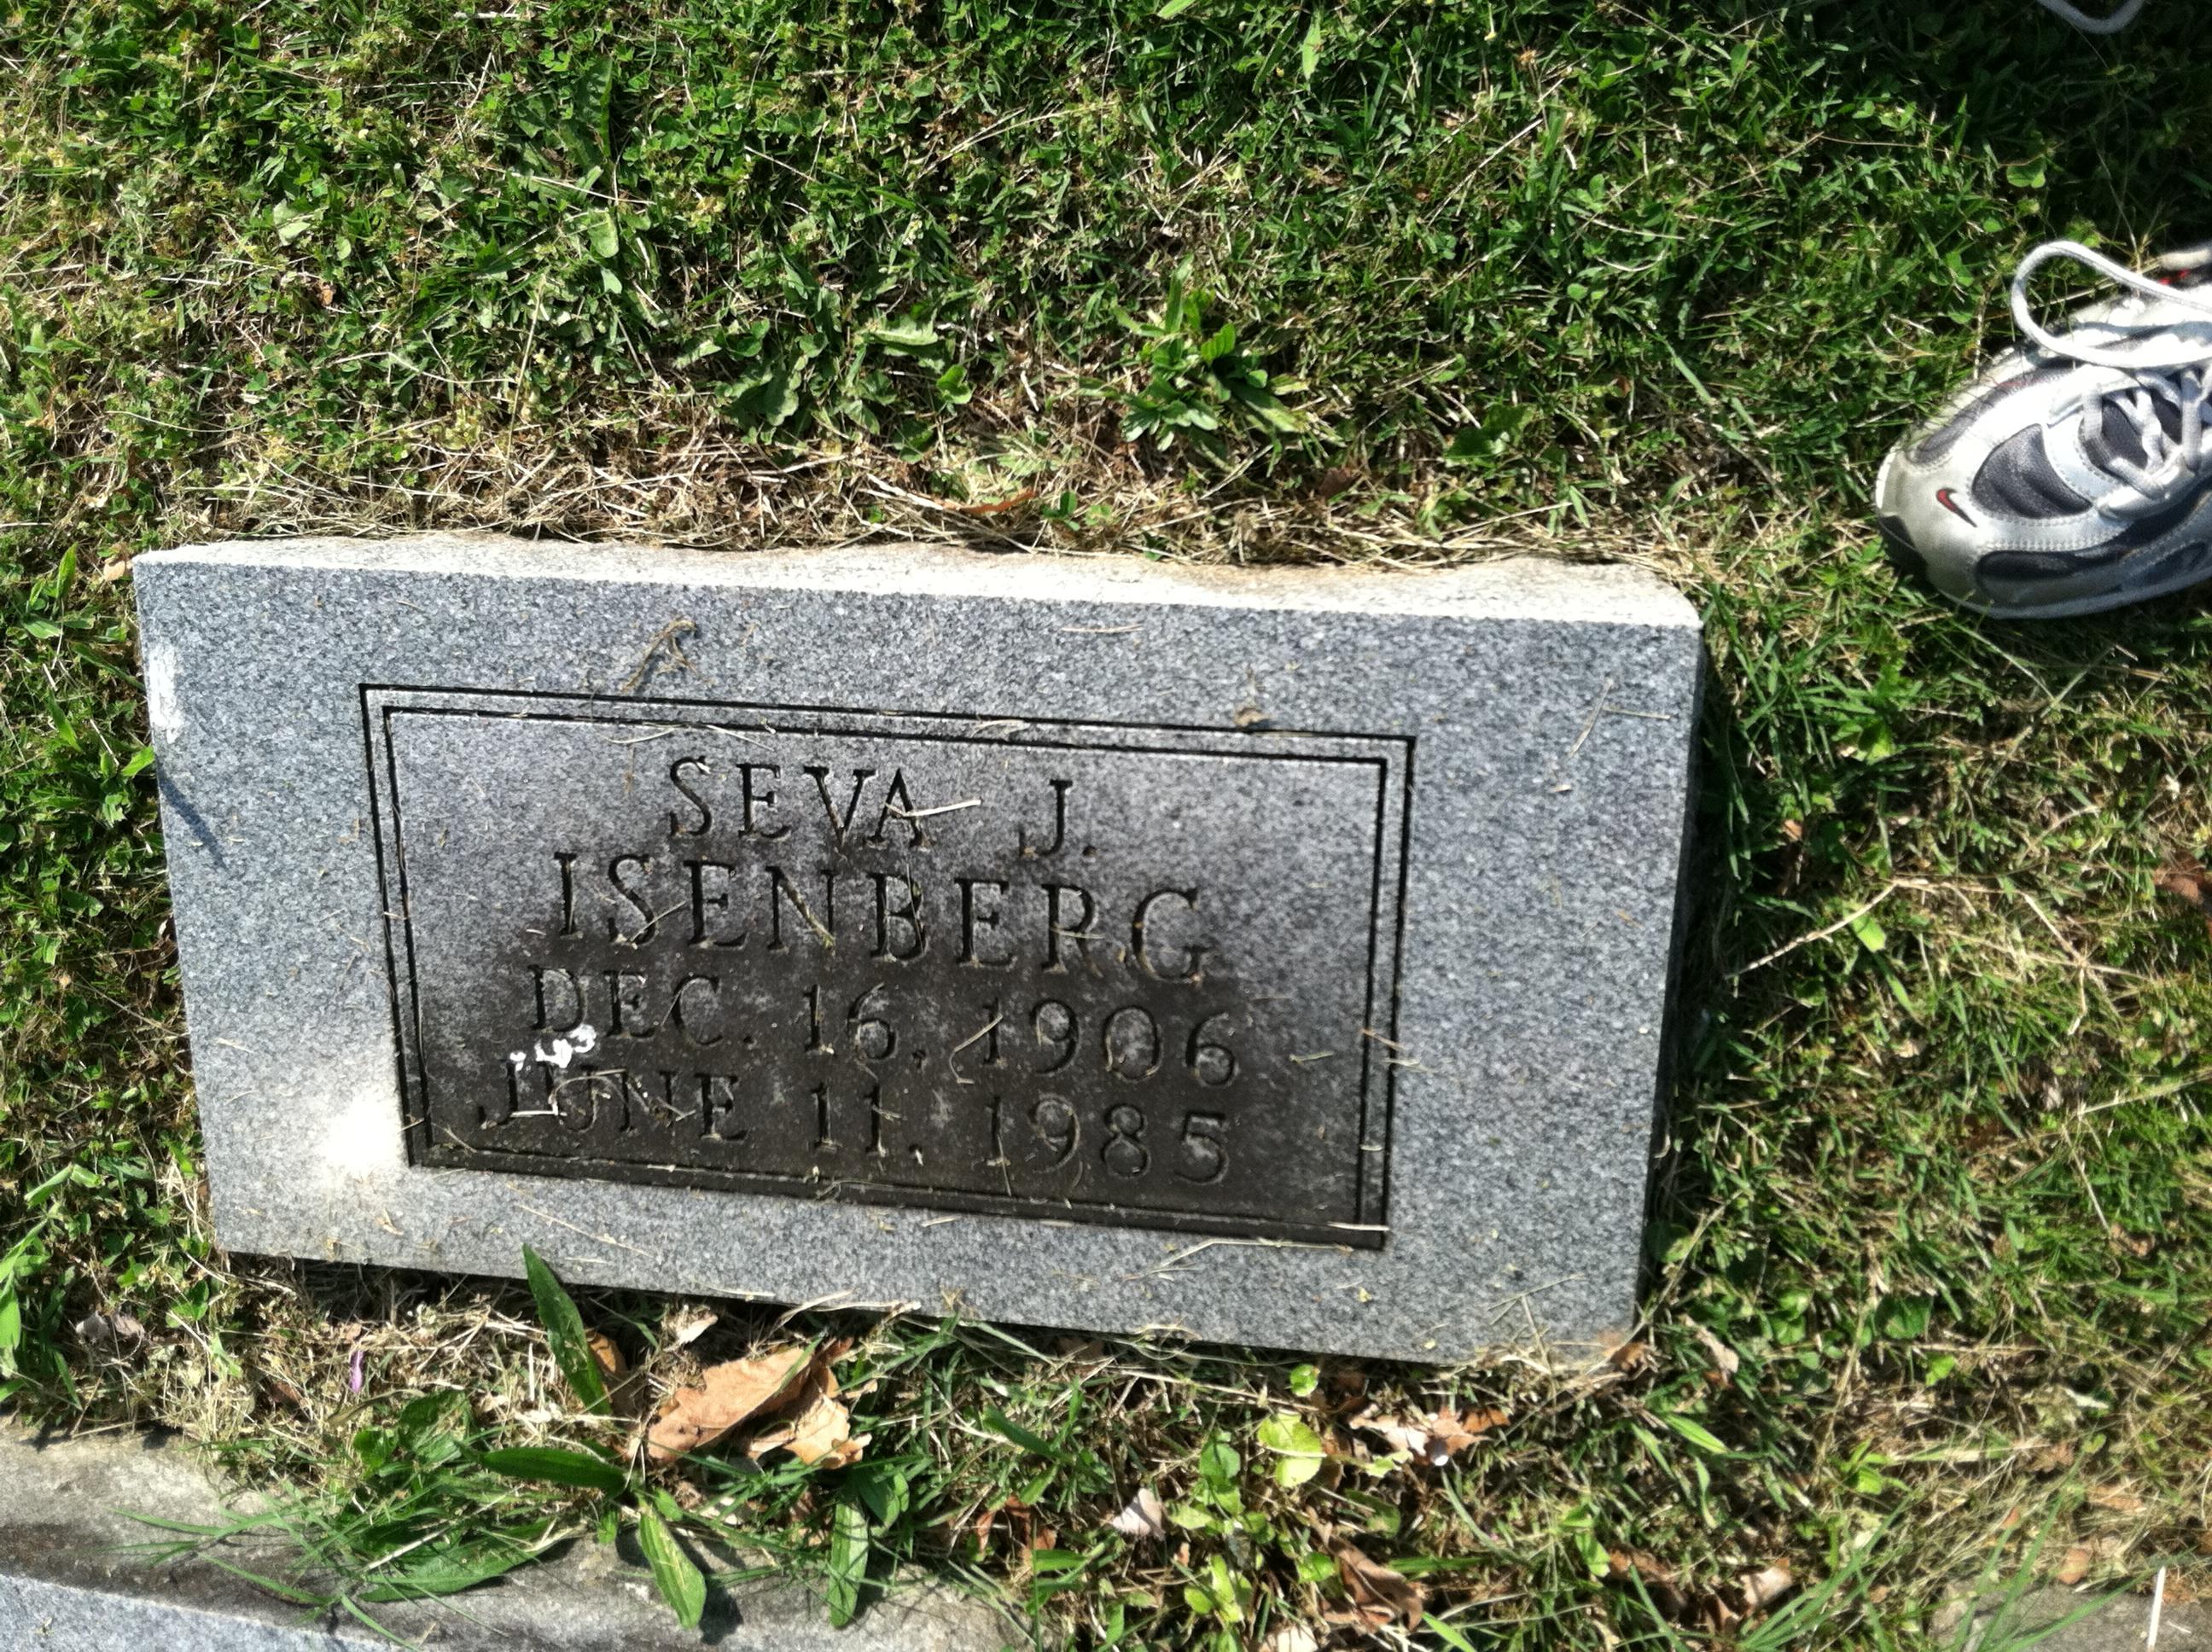 SEVA J.
ISENBERG
DEC. 16, 1906
JUNE 11, 1985